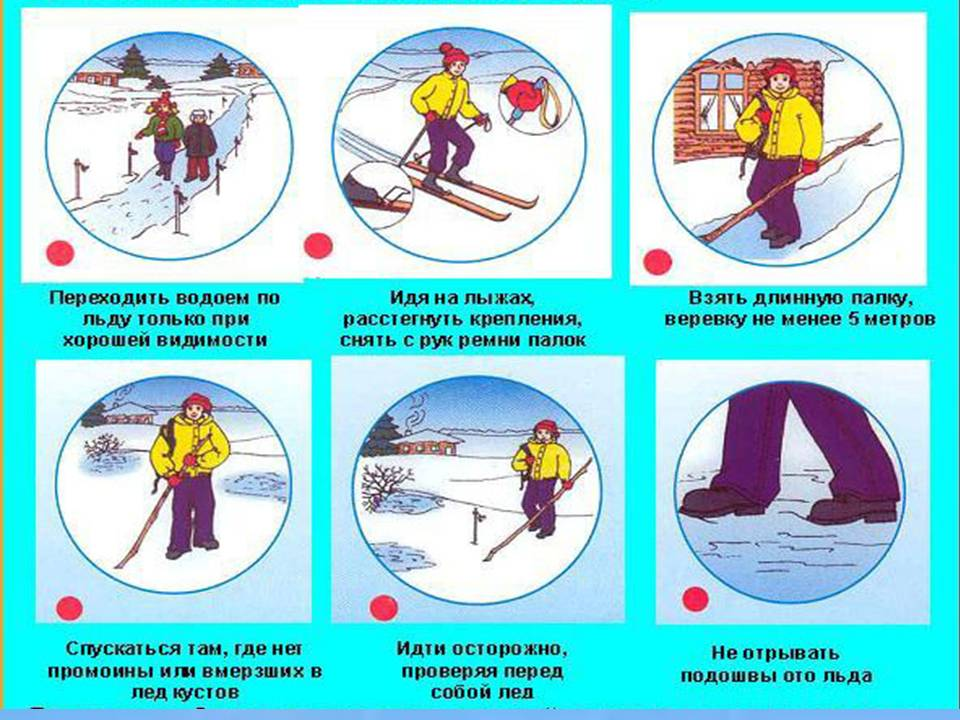 Переходить водоем по
льду только при
хорошей видимости
Идя на лыжах,
расстегнуть крепления,
снять с рук ремни палок
Взять длинную палку,
веревку не менее 5 метров
Спускаться там, где нет
промоины или вмерзших в
лед кустов
Идти осторожно,
проверяя перед
собой лед
Не отрывать
подошвы ото льда